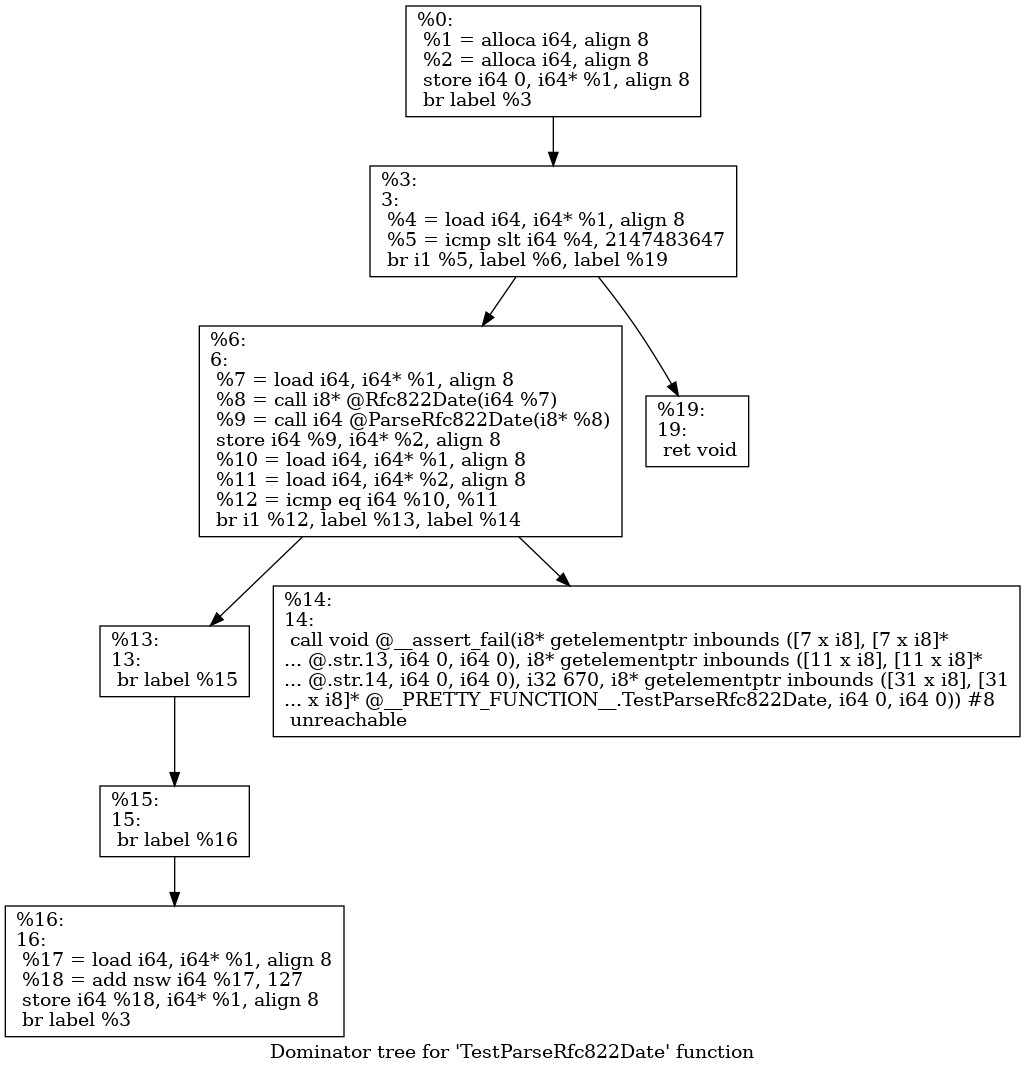 %0:
%1 = alloca i64, align 8
%2 = alloca i64, align 8
store i64 0, i64* %1, align 8
br label %3
%3:
3:
%4 = load i64, i64* %1, align 8
%5 = icmp slt i64 %4, 2147483647
br i1 %5, label %6, label %19
%6:
6:
%7 = load i64, i64* %1, align 8
%8 = call i8* @Rfc822Date(i64 %7)
%9 = call i64 @ParseRfc822Date(i8* %8)
store i64 %9, i64* %2, align 8
%10 = load i64, i64* %1, align 8
%11 = load i64, i64* %2, align 8
%12 = icmp eq i64 %10, %11
br i1 %12, label %13, label %14
%19:
19:
ret void
%13:
13:
br label %15
%14:
14:
call void @__assert_fail(i8* getelementptr inbounds ([7 x i8], [7 x i8]*
... @.str.13, i64 0, i64 0), i8* getelementptr inbounds ([11 x i8], [11 x i8]*
... @.str.14, i64 0, i64 0), i32 670, i8* getelementptr inbounds ([31 x i8], [31
... x i8]* @__PRETTY_FUNCTION__.TestParseRfc822Date, i64 0, i64 0)) #8
unreachable
%15:
15:
br label %16
%16:
16:
%17 = load i64, i64* %1, align 8
%18 = add nsw i64 %17, 127
store i64 %18, i64* %1, align 8
br label %3
Dominator tree for 'TestParseRfc822Date' function